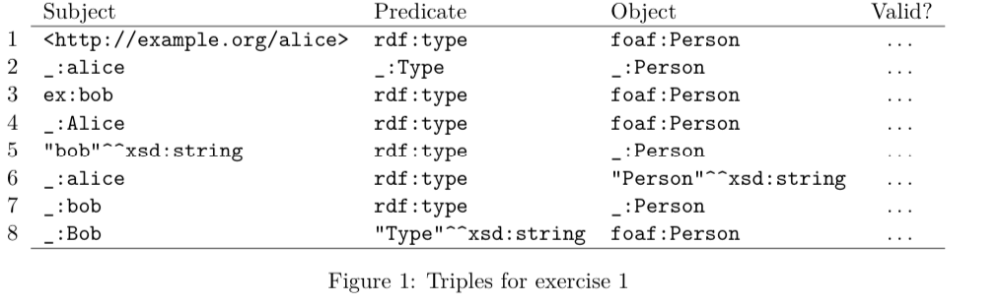 Subject Predicate Object Valid?
1 <http://example.org/alice> rdf:type foaf:Person ...
2 _:alice _:Type _:Person ...
3 ex:bob rdf:type foaf:Person ...
4 _:Alice rdf:type foaf:Person ...
5 "bob"^^xsd:string rdf:type _:Person ...
6 _:alice rdf:type "Person"^^xsd:string ...
7 _:bob rdf:type _:Person ...
8 _:Bob "Type"^^xsd:string foaf:Person ...
Figure 1: Triples for exercise 1